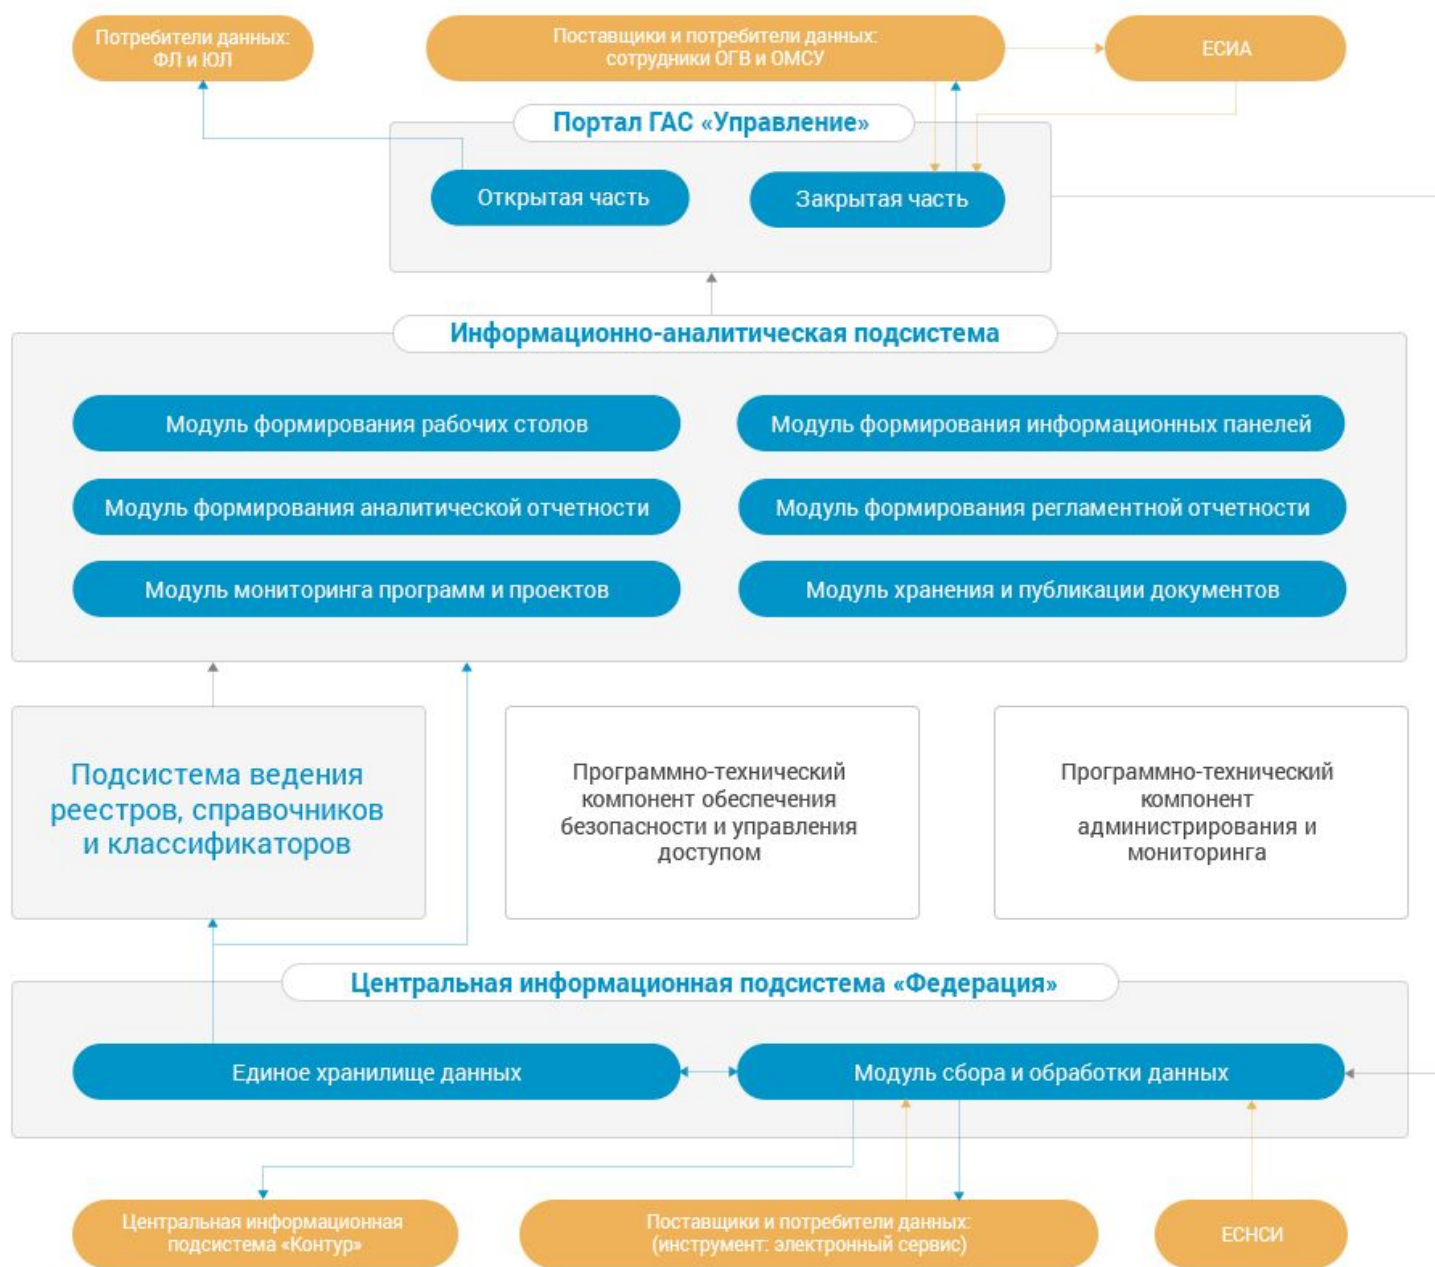 Потребители данных:
ФЛ и ЮЛ
Поставщики и потребители данных:
сотрудники ОГВ и ОМСУ
ЕСИА
Портал ГАС «Управление»
Открытая часть
Закрытая часть
Информационно-аналитическая подсистема
Модуль формирования рабочих столов
Модуль формирования информационных панелей
Модуль формирования аналитической отчетности
Модуль формирования регламентной отчетности
Модуль мониторинга программ и проектов
Модуль хранения и публикации документов
Подсистема ведения
реестров, справочников
и классификаторов
Программно-технический
компонент обеспечения
безопасности и управления
доступом
Программно-технический
компонент
администрирования и
мониторинга
Центральная информационная подсистема «Федерация»
Единое хранилище данных
Модуль сбора и обработки данных
Центральная информационная
подсистема «Контур»
Поставщики и потребители данных:
(инструмент: электронный сервис)
ЕСНСИ